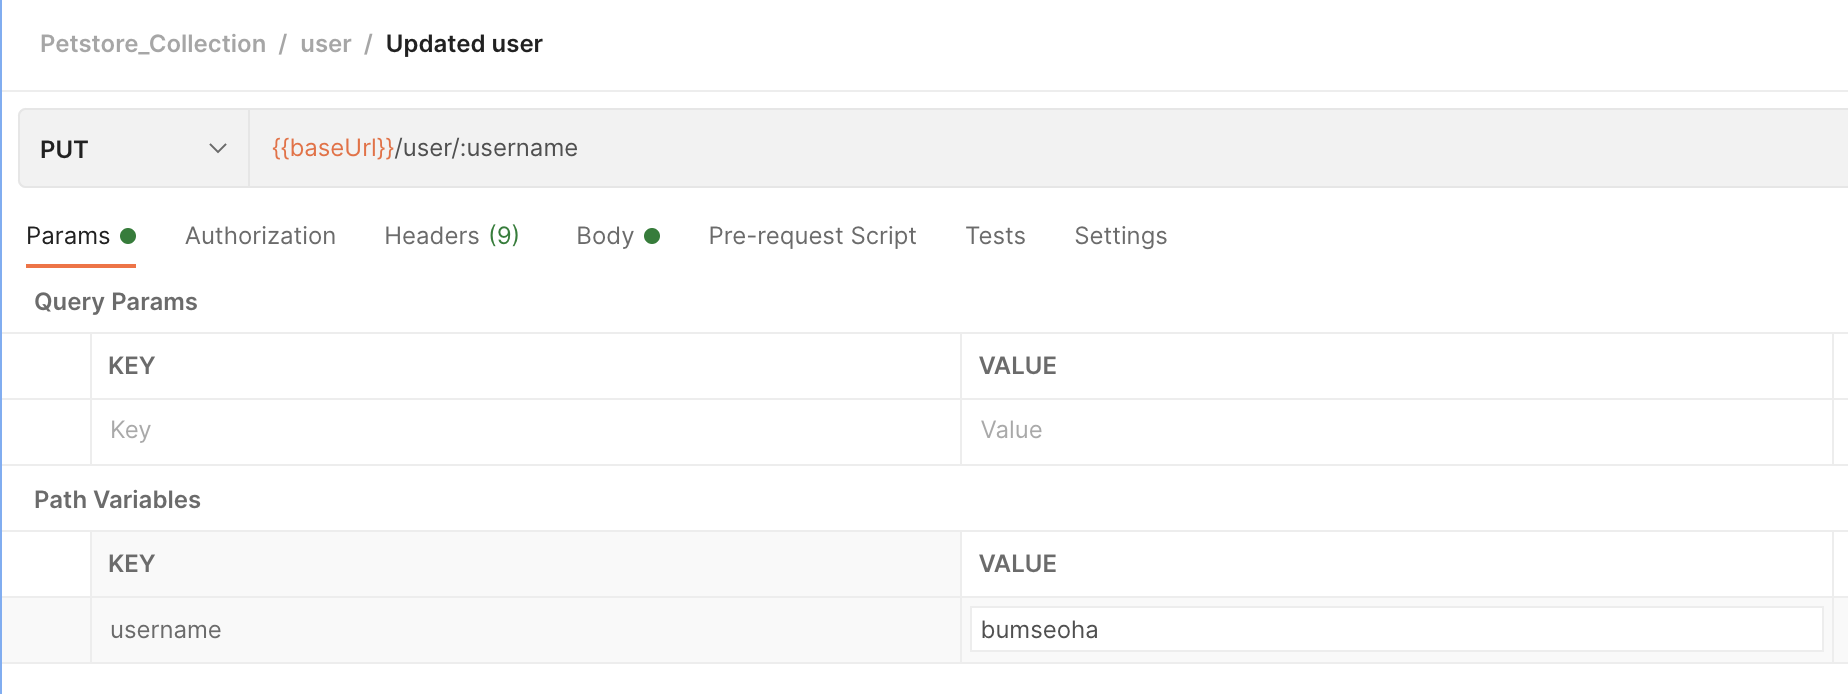 Petstore_Collection / user / Updated user
PUT {{baseUrl}}/user/:username
Params Authorization Headers (9) Body Pre-request Script Tests Settings
Query Params
KEY VALUE
Key Value
Path Variables
KEY VALUE
username bumseoha